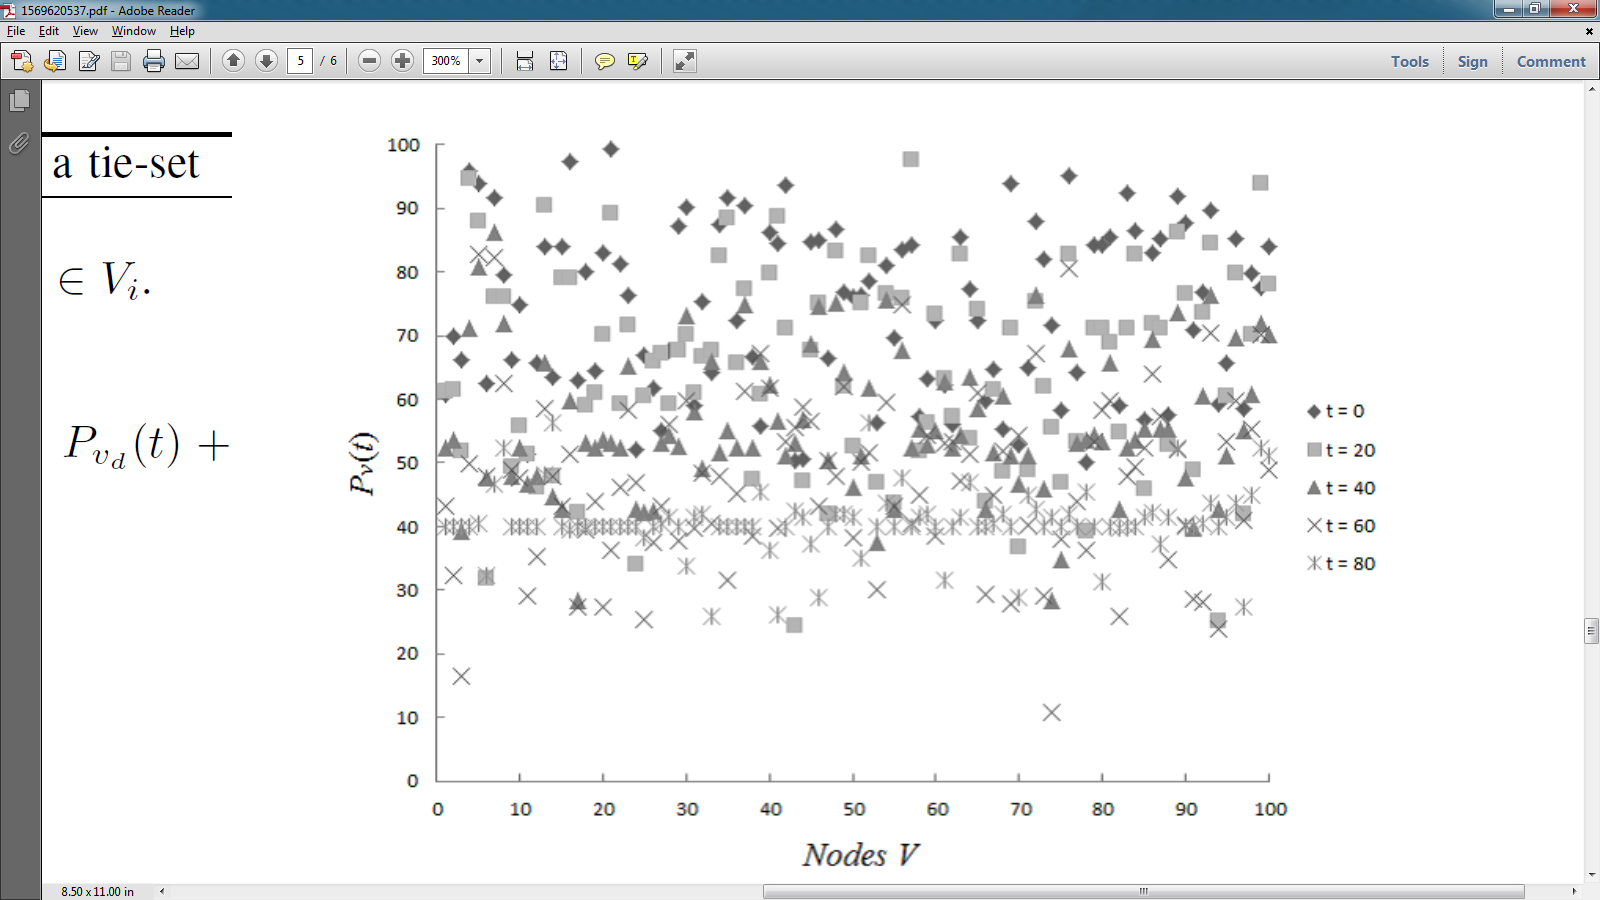 1569620537.pdf - Adobe Reader
File Edit View Window Help
5 / 6 300% Tools Sign Comment
a tie-set
∈ Vᵢ.
P_{v_d}(t) +
100
90
80
70
60
50
40
30
20
10
0
Pᵥ(t)
0 10 20 30 40 50 60 70 80 90 100
Nodes V
t = 0
t = 20
t = 40
t = 60
t = 80
8.50 x 11.00 in